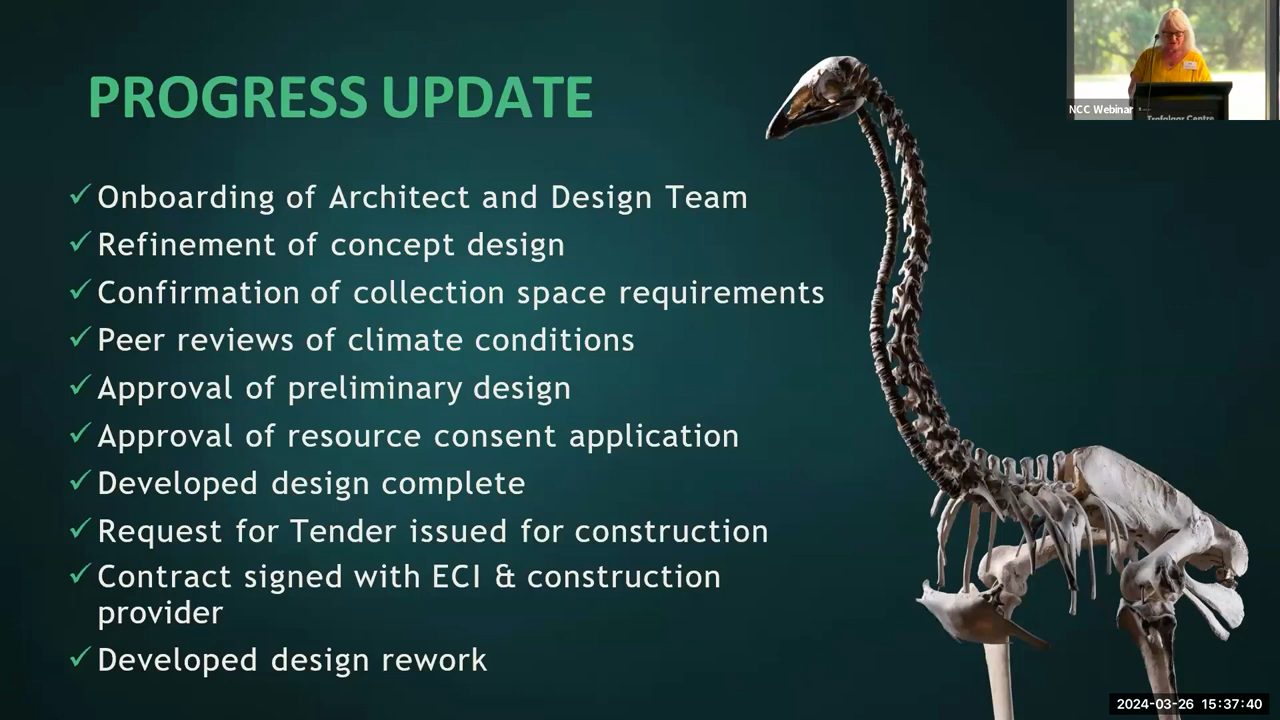 PROGRESS UPDATE
NCC Webinar
Trafalgar Centre
✓ Onboarding of Architect and Design Team
✓ Refinement of concept design
✓ Confirmation of collection space requirements
✓ Peer reviews of climate conditions
✓ Approval of preliminary design
✓ Approval of resource consent application
✓ Developed design complete
✓ Request for Tender issued for construction
✓ Contract signed with ECI & construction
provider
✓ Developed design rework
2024-03-26 15:37:40